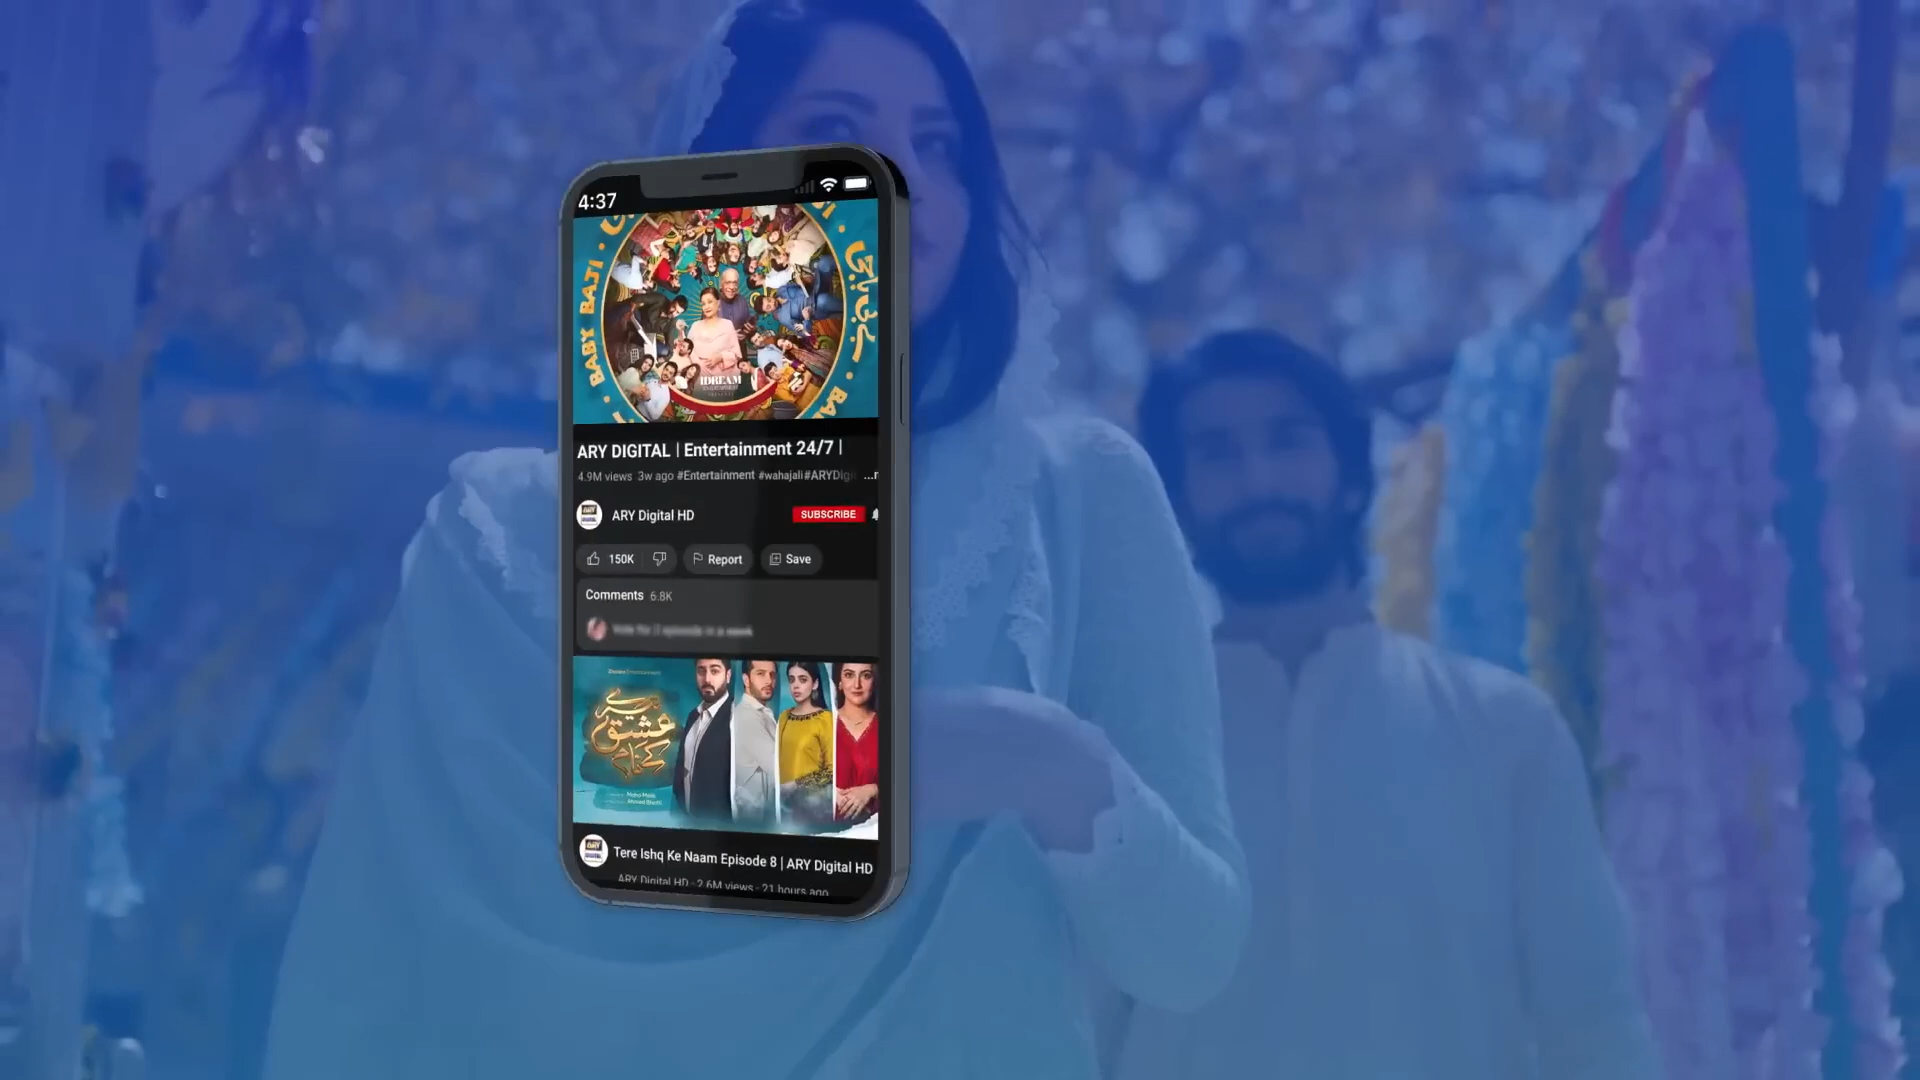 4:37
BABY BAJI
بے بی باجی
IDREAM
ENTERTAINMENT
ARY DIGITAL | Entertainment 24/7 |
4.9M views 3w ago #Entertainment #wahajali #ARYDigi ...r
ARY Digital HD
SUBSCRIBE
150K
Report
Save
Comments 6.8K
تیرے
عشق
کے نام
Tere Ishq Ke Naam Episode 8 | ARY Digital HD
ARY Digital HD - 2.6M views - 21 hours ago